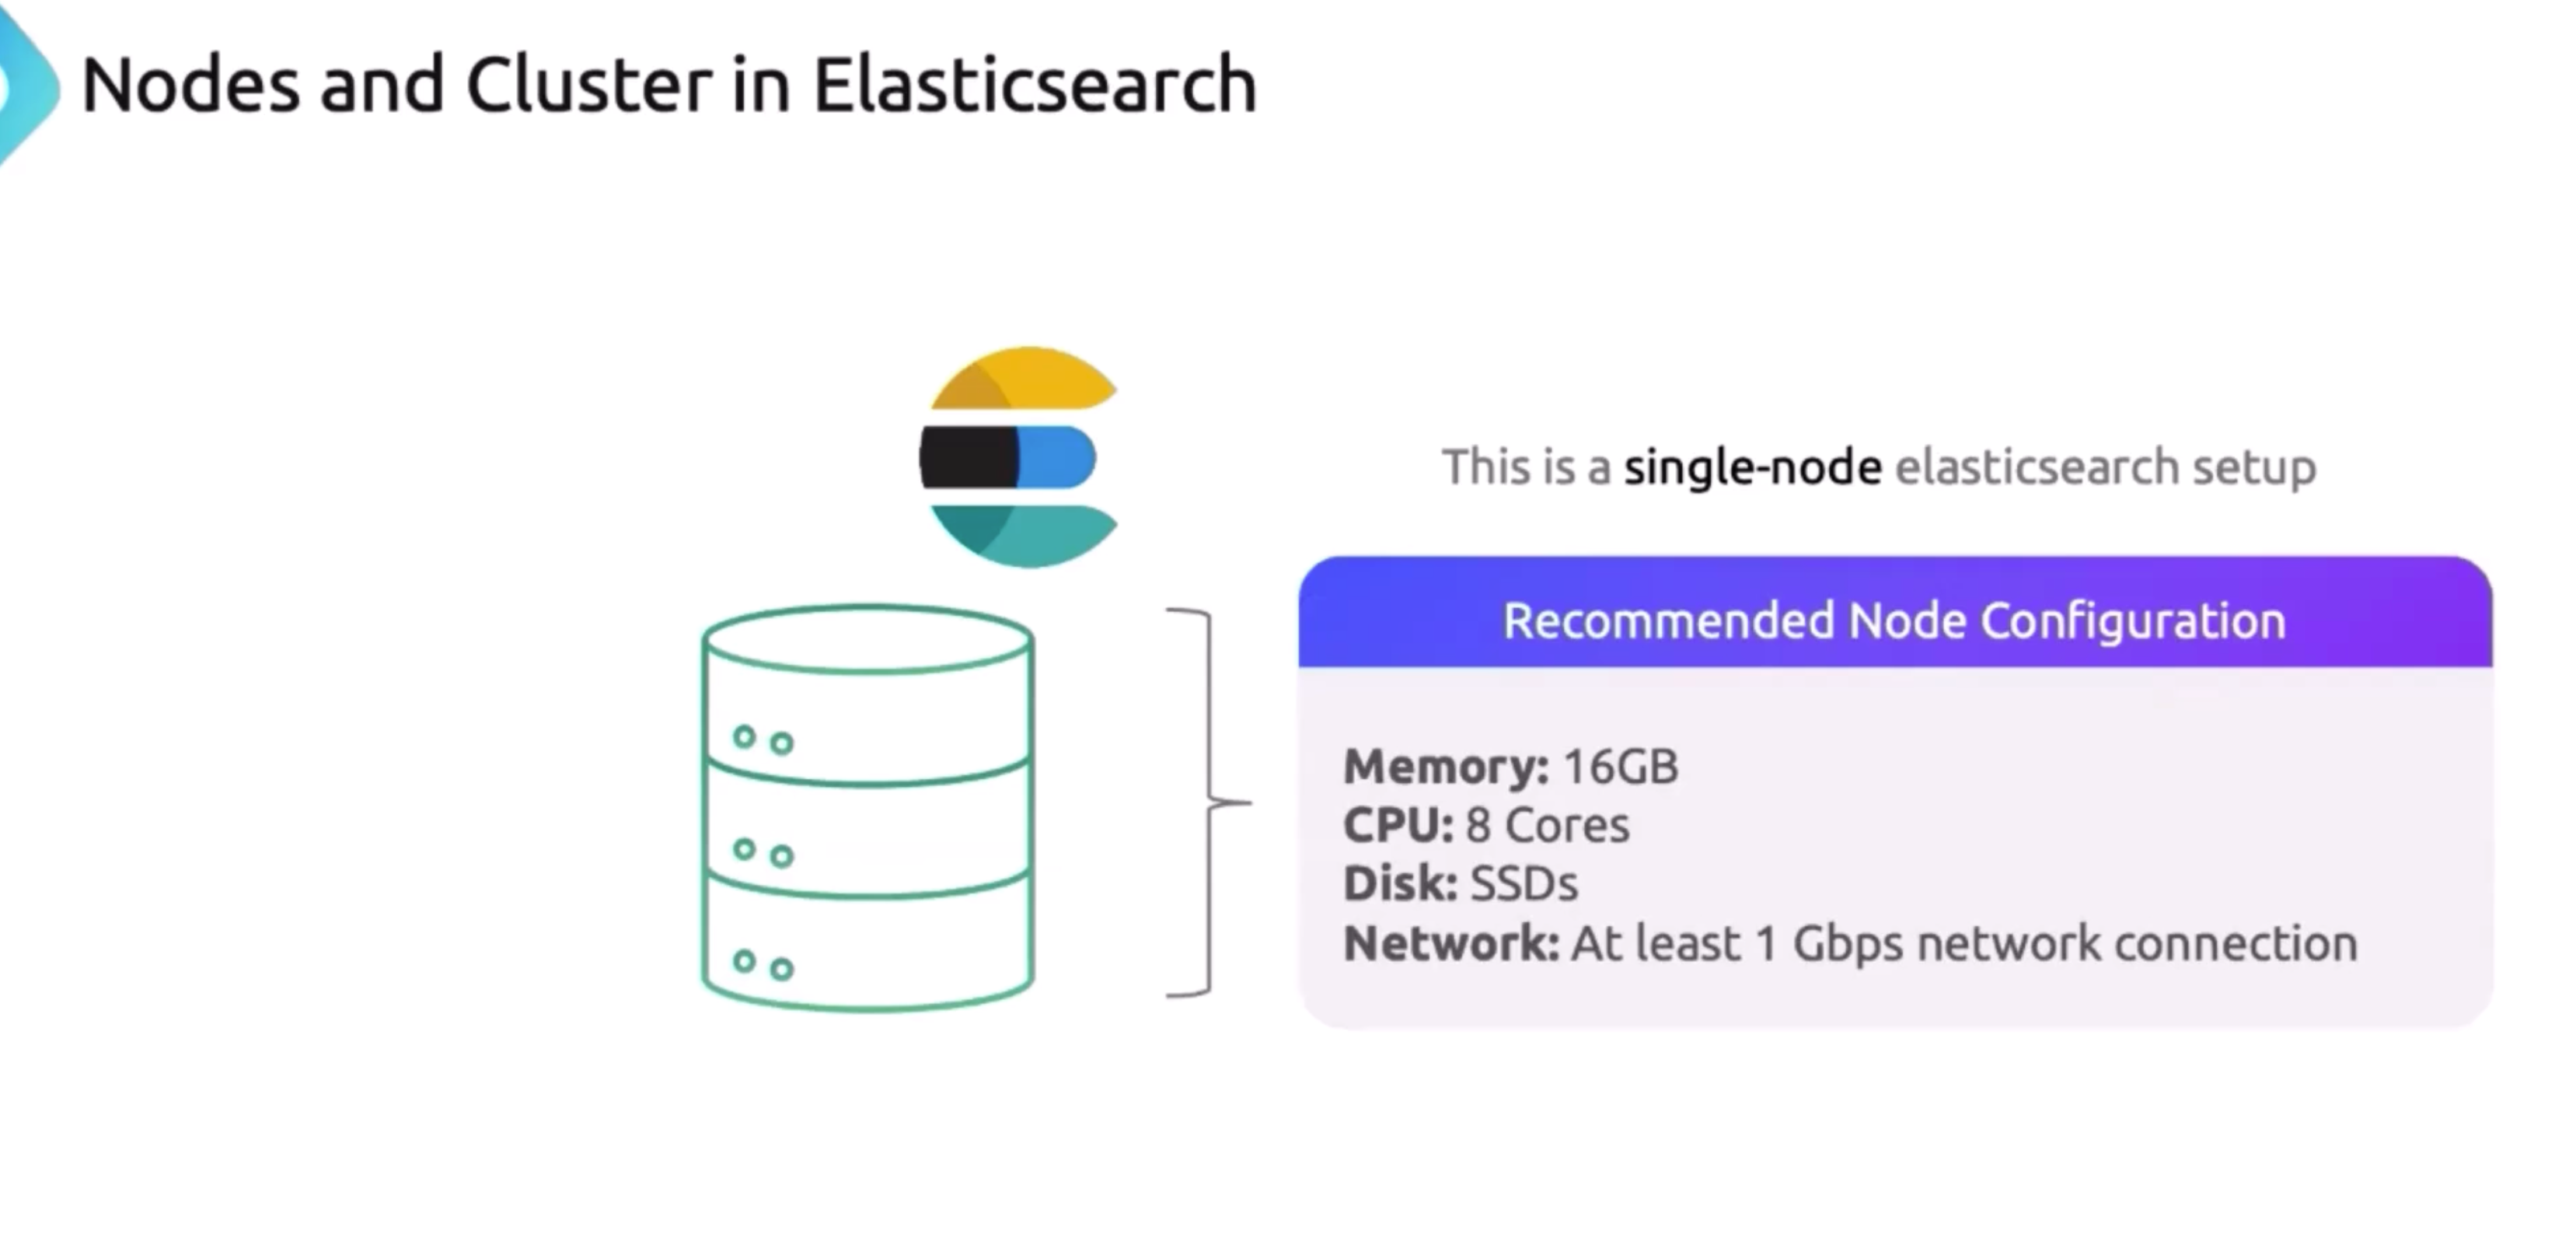 Nodes and Cluster in Elasticsearch
This is a single-node elasticsearch setup
Recommended Node Configuration
Memory: 16GB
CPU: 8 Cores
Disk: SSDs
Network: At least 1 Gbps network connection